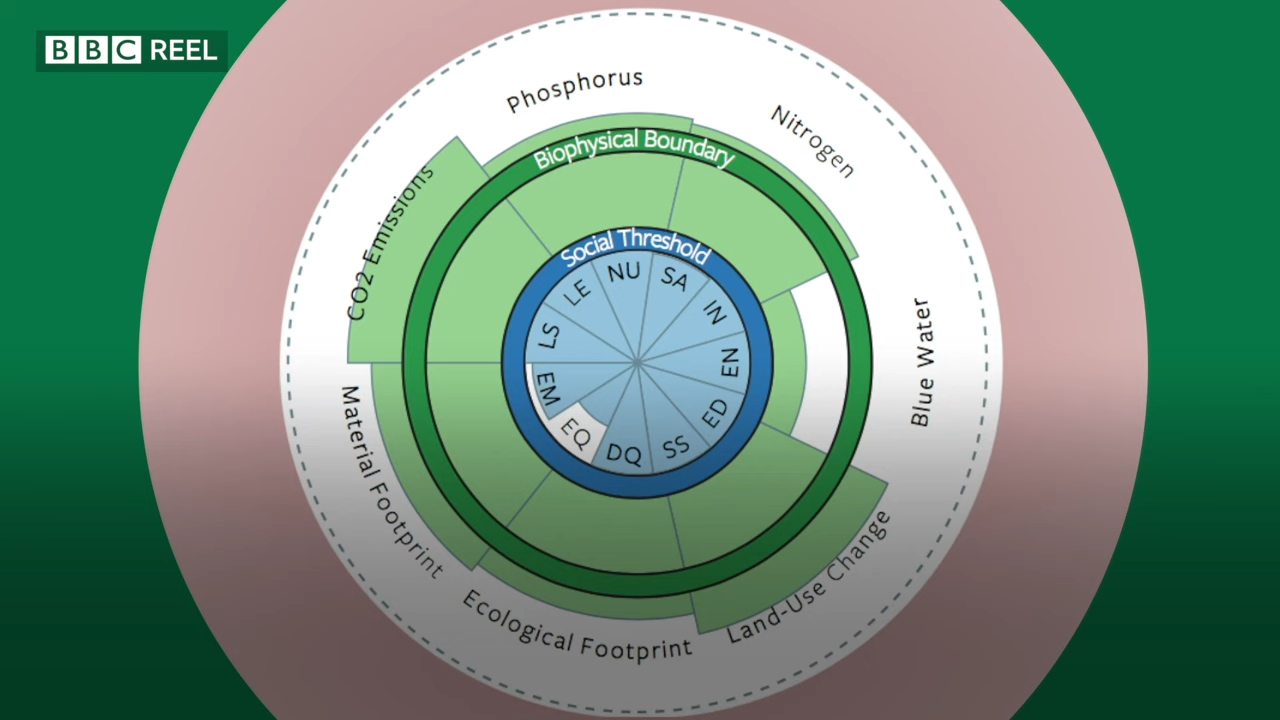 BBC REEL
Phosphorus
Nitrogen
Biophysical Boundary
CO2 Emissions
Social Threshold
NU
SA
LE
IN
LS
EN
EM
ED
EQ
DQ
SS
Blue Water
Material Footprint
Land-Use Change
Ecological Footprint